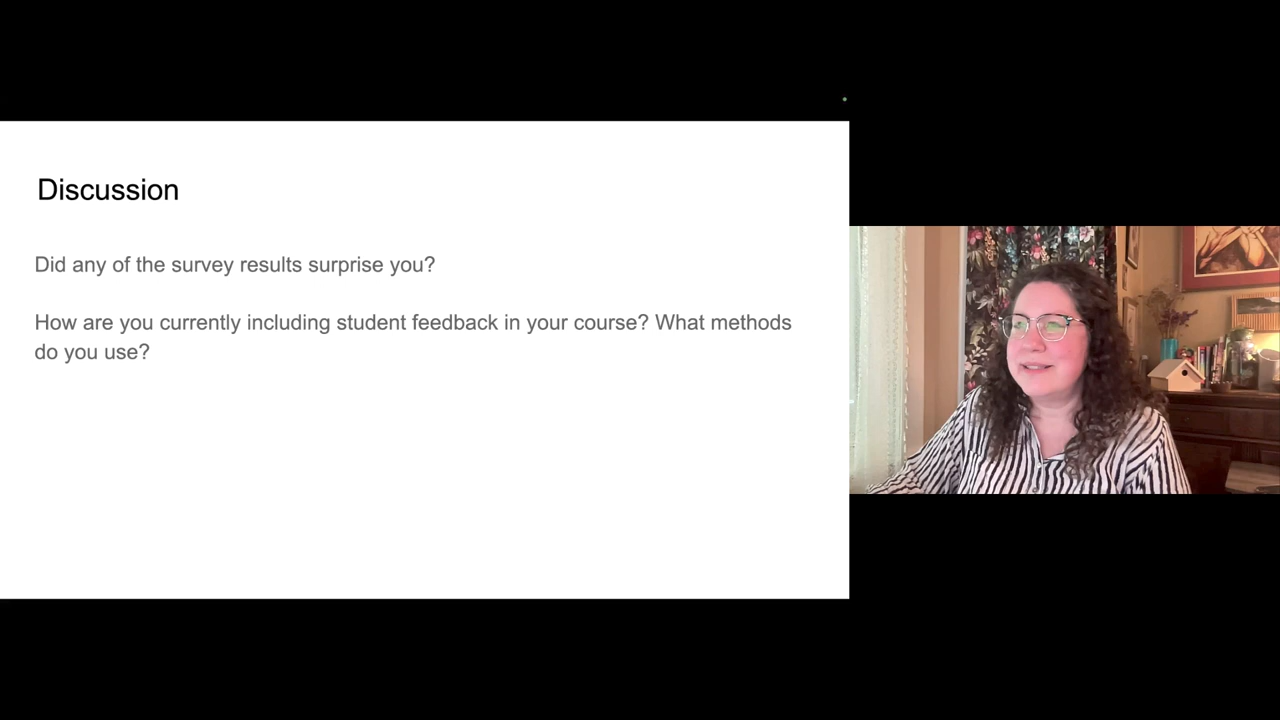 Discussion
Did any of the survey results surprise you?
How are you currently including student feedback in your course? What methods
do you use?